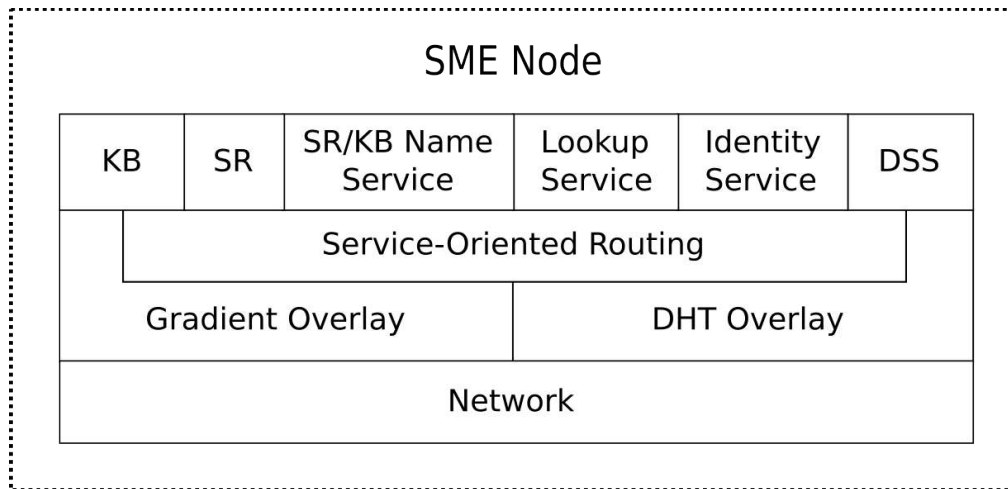 SME Node
KB
SR
SR/KB Name
Service
Lookup
Service
Identity
Service
DSS
Service-Oriented Routing
Gradient Overlay
DHT Overlay
Network